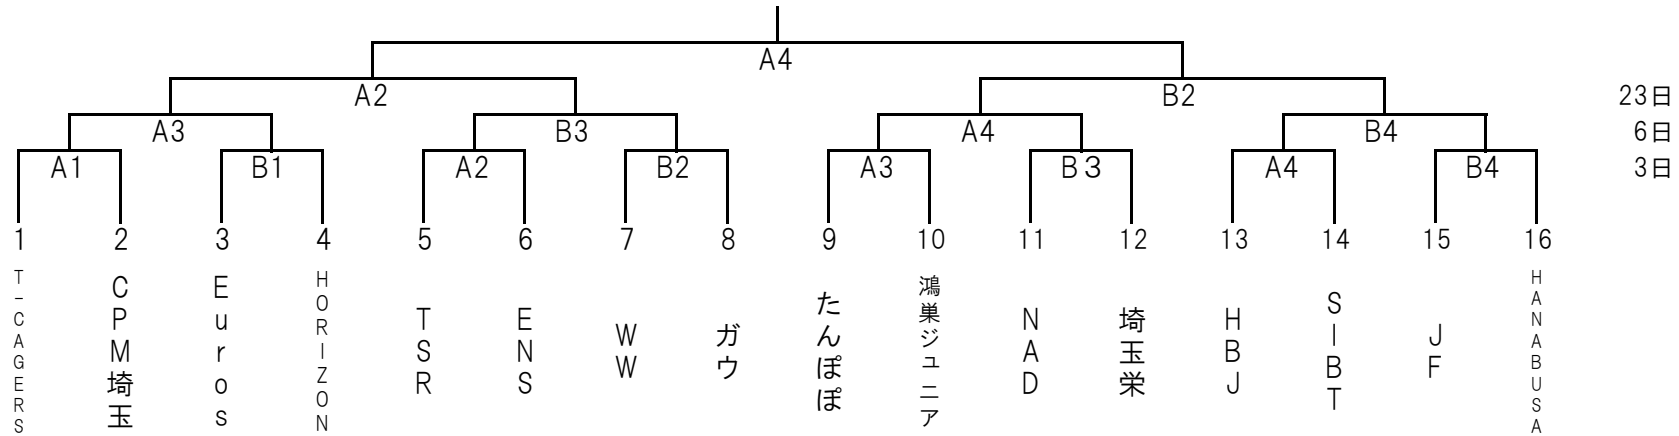 A4
A2 B2 23日
A3 B3 A4 B4 6日
A1 B1 A2 B2 A3 B3 A4 B4 3日
1 2 3 4 5 6 7 8 9 10 11 12 13 14 15 16
T-CAGERS
CPM埼玉
Euros
HORIZON
TSR
ENS
WW
ガウ
たんぽぽ
鴻巣ジュニア
NAD
埼玉栄
HBJ
SIBT
JF
HANABUSA